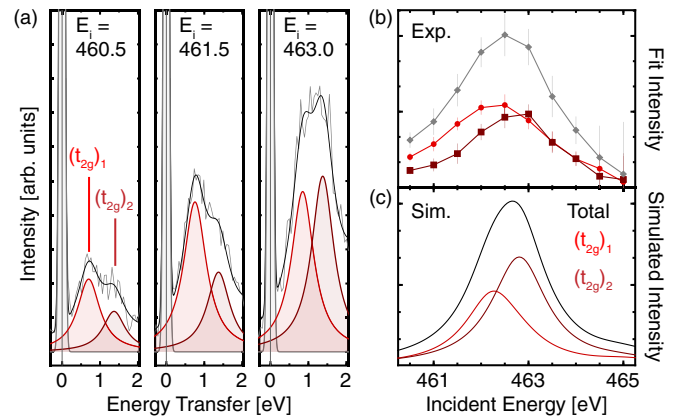 (a)
E_i =
460.5
E_i =
461.5
E_i =
463.0
(t_2g)_1
(t_2g)_2
Intensity [arb. units]
0 1 2
0 1 2
0 1 2
Energy Transfer [eV]
(b) Exp.
Fit Intensity
(c) Sim.
Total
(t_2g)_1
(t_2g)_2
Simulated Intensity
461 463 465
Incident Energy [eV]